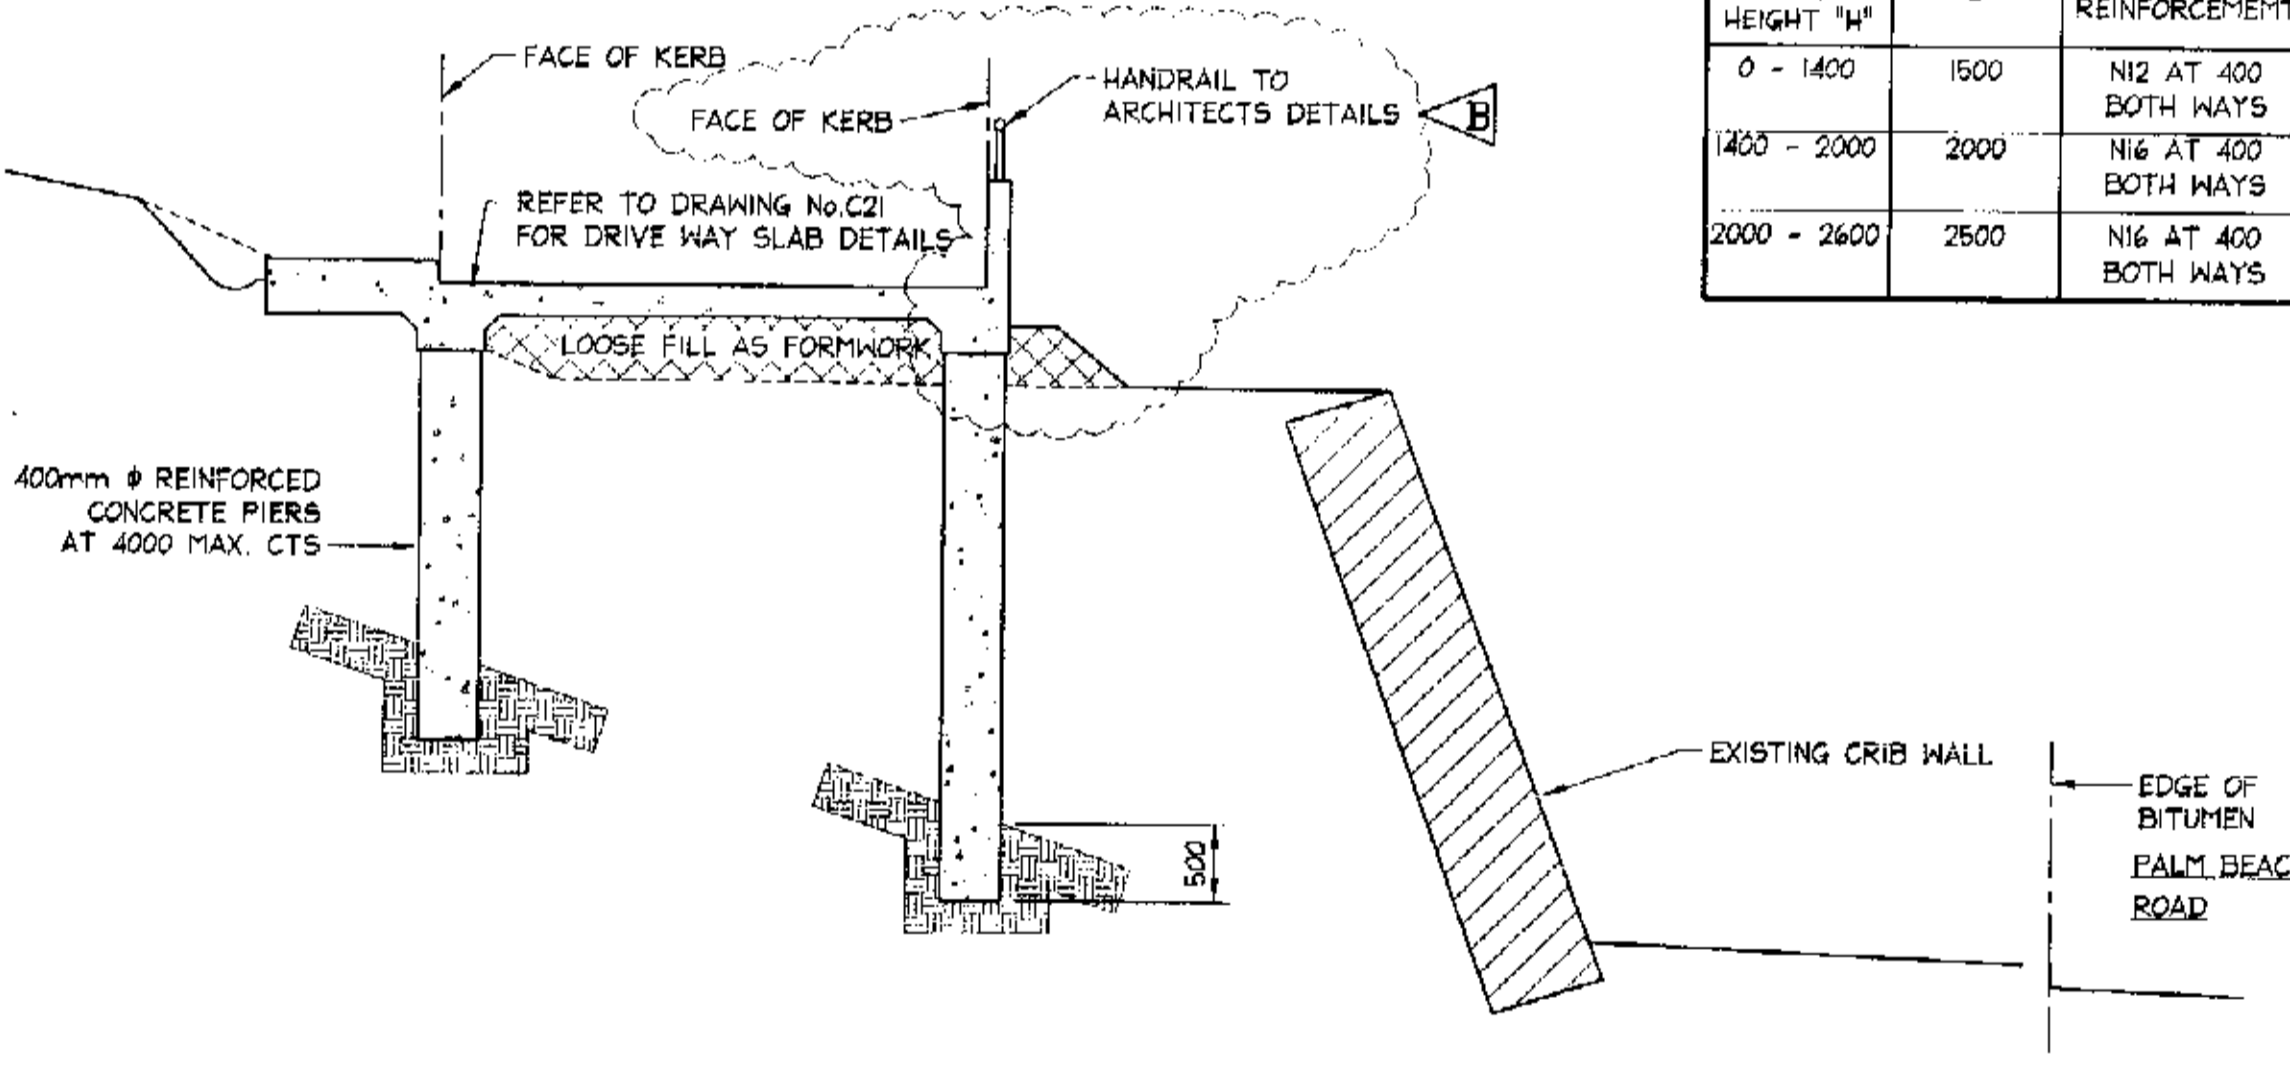 FACE OF KERB
FACE OF KERB
HANDRAIL TO
ARCHITECTS DETAILS
B
REFER TO DRAWING No.C21
FOR DRIVE WAY SLAB DETAILS
LOOSE FILL AS FORMWORK
400mm ϕ REINFORCED
CONCRETE PIERS
AT 4000 MAX. CTS
500
EXISTING CRIB WALL
EDGE OF
BITUMEN
PALM BEAC
ROAD
HEIGHT "H" REINFORCEMEMT
0 - 1400 1500 N12 AT 400
BOTH WAYS
1400 - 2000 2000 N16 AT 400
BOTH WAYS
2000 - 2600 2500 N16 AT 400
BOTH WAYS